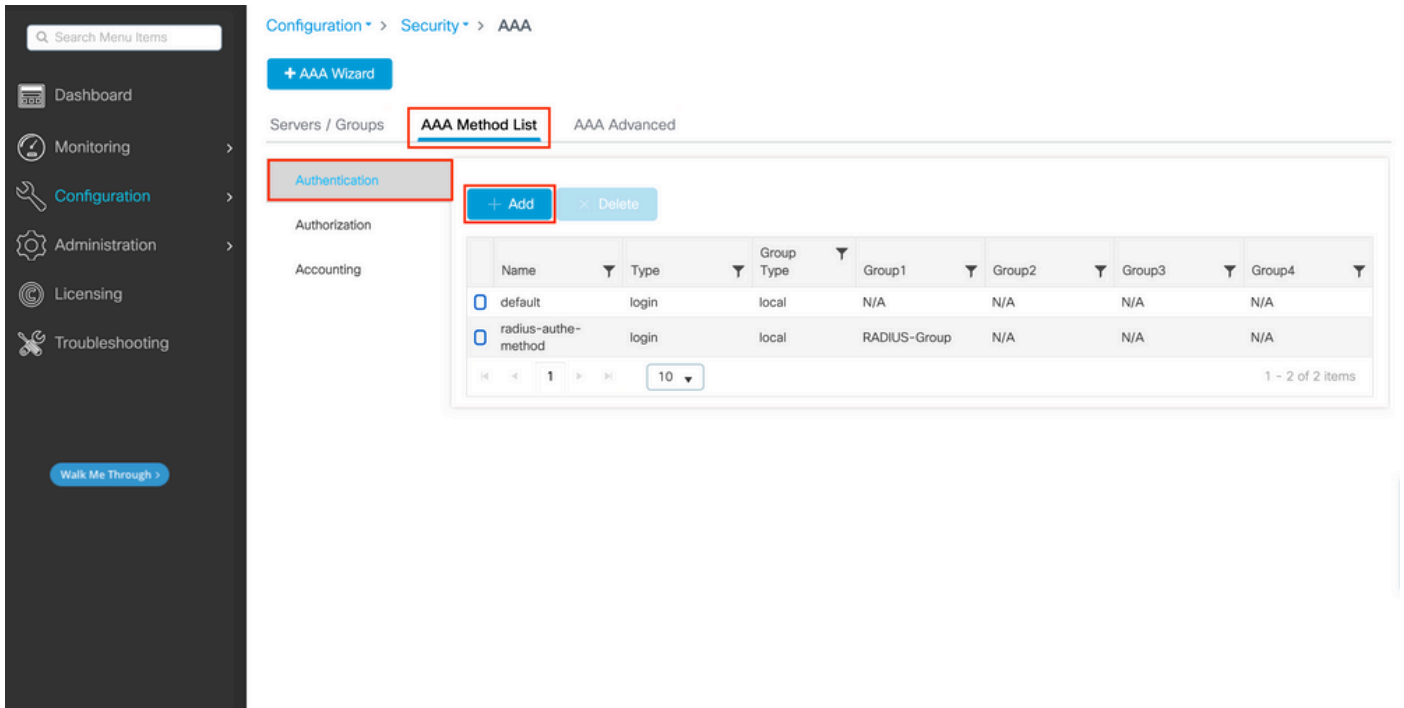 Search Menu Items
Dashboard
Monitoring
Configuration
Administration
Licensing
Troubleshooting
Walk Me Through >
Configuration > Security > AAA
+ AAA Wizard
Servers / Groups AAA Method List AAA Advanced
Authentication
Authorization
Accounting
+ Add × Delete
Name Type Group Type Group1 Group2 Group3 Group4
default login local N/A N/A N/A N/A
radius-authe-
method login local RADIUS-Group N/A N/A N/A
1 10 1 - 2 of 2 items